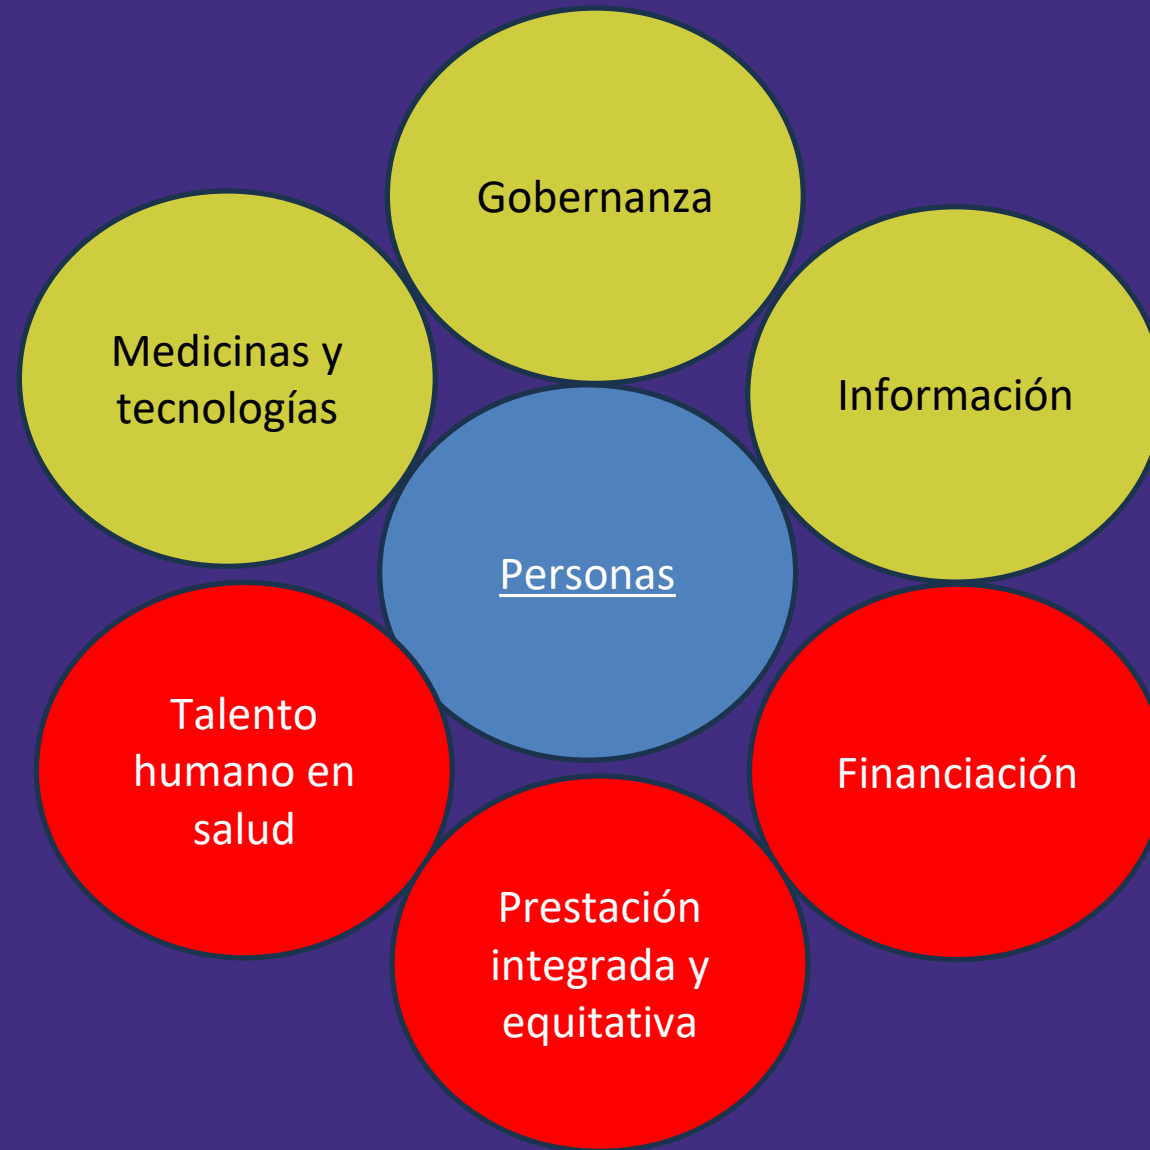 Gobernanza
Medicinas y
tecnologías
Información
Personas
Talento
humano en
salud
Financiación
Prestación
integrada y
equitativa